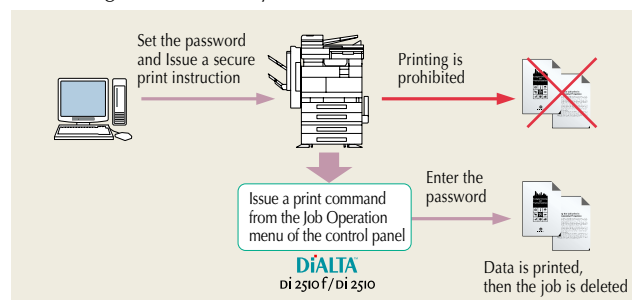 Set the password
and Issue a secure
print instruction
Printing is
prohibited
Issue a print command
from the Job Operation
menu of the control panel
Enter the
password
DiALTA
Di 2510 f / Di 2510
Data is printed,
then the job is deleted